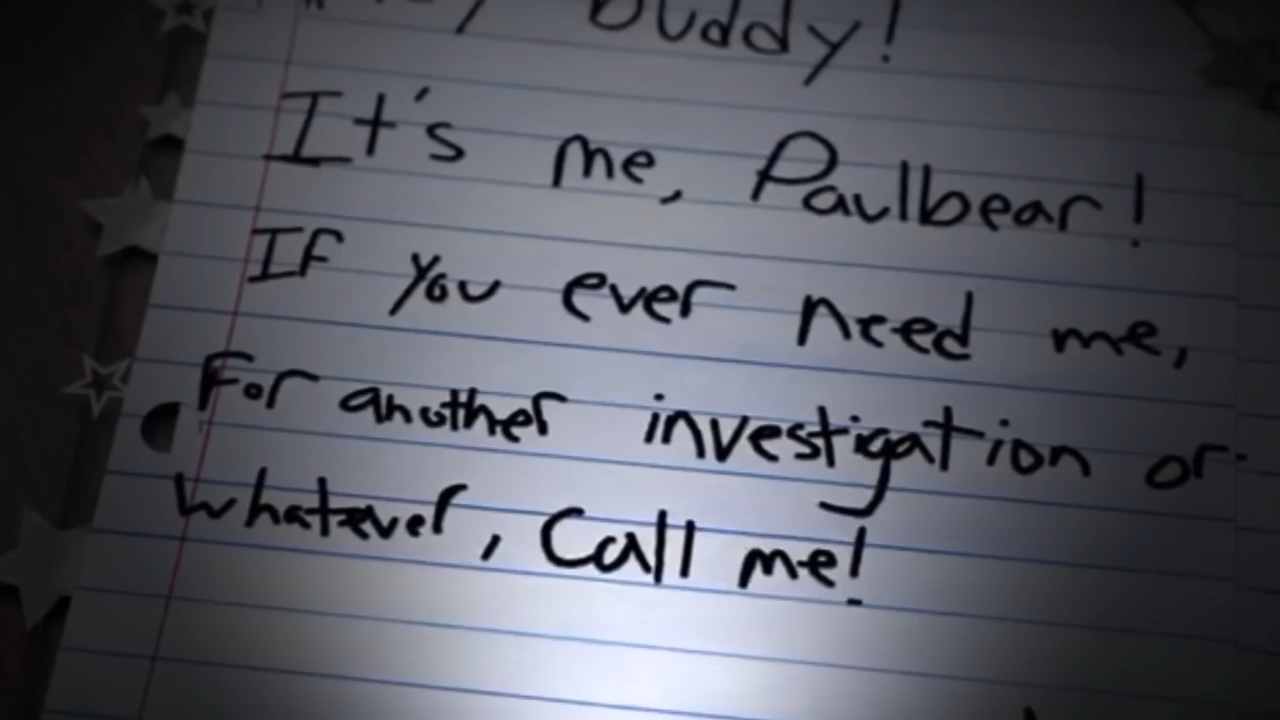 buddy!
It's me, Paulbear!
If you ever need me,
For another investigation or
whatever, Call me!